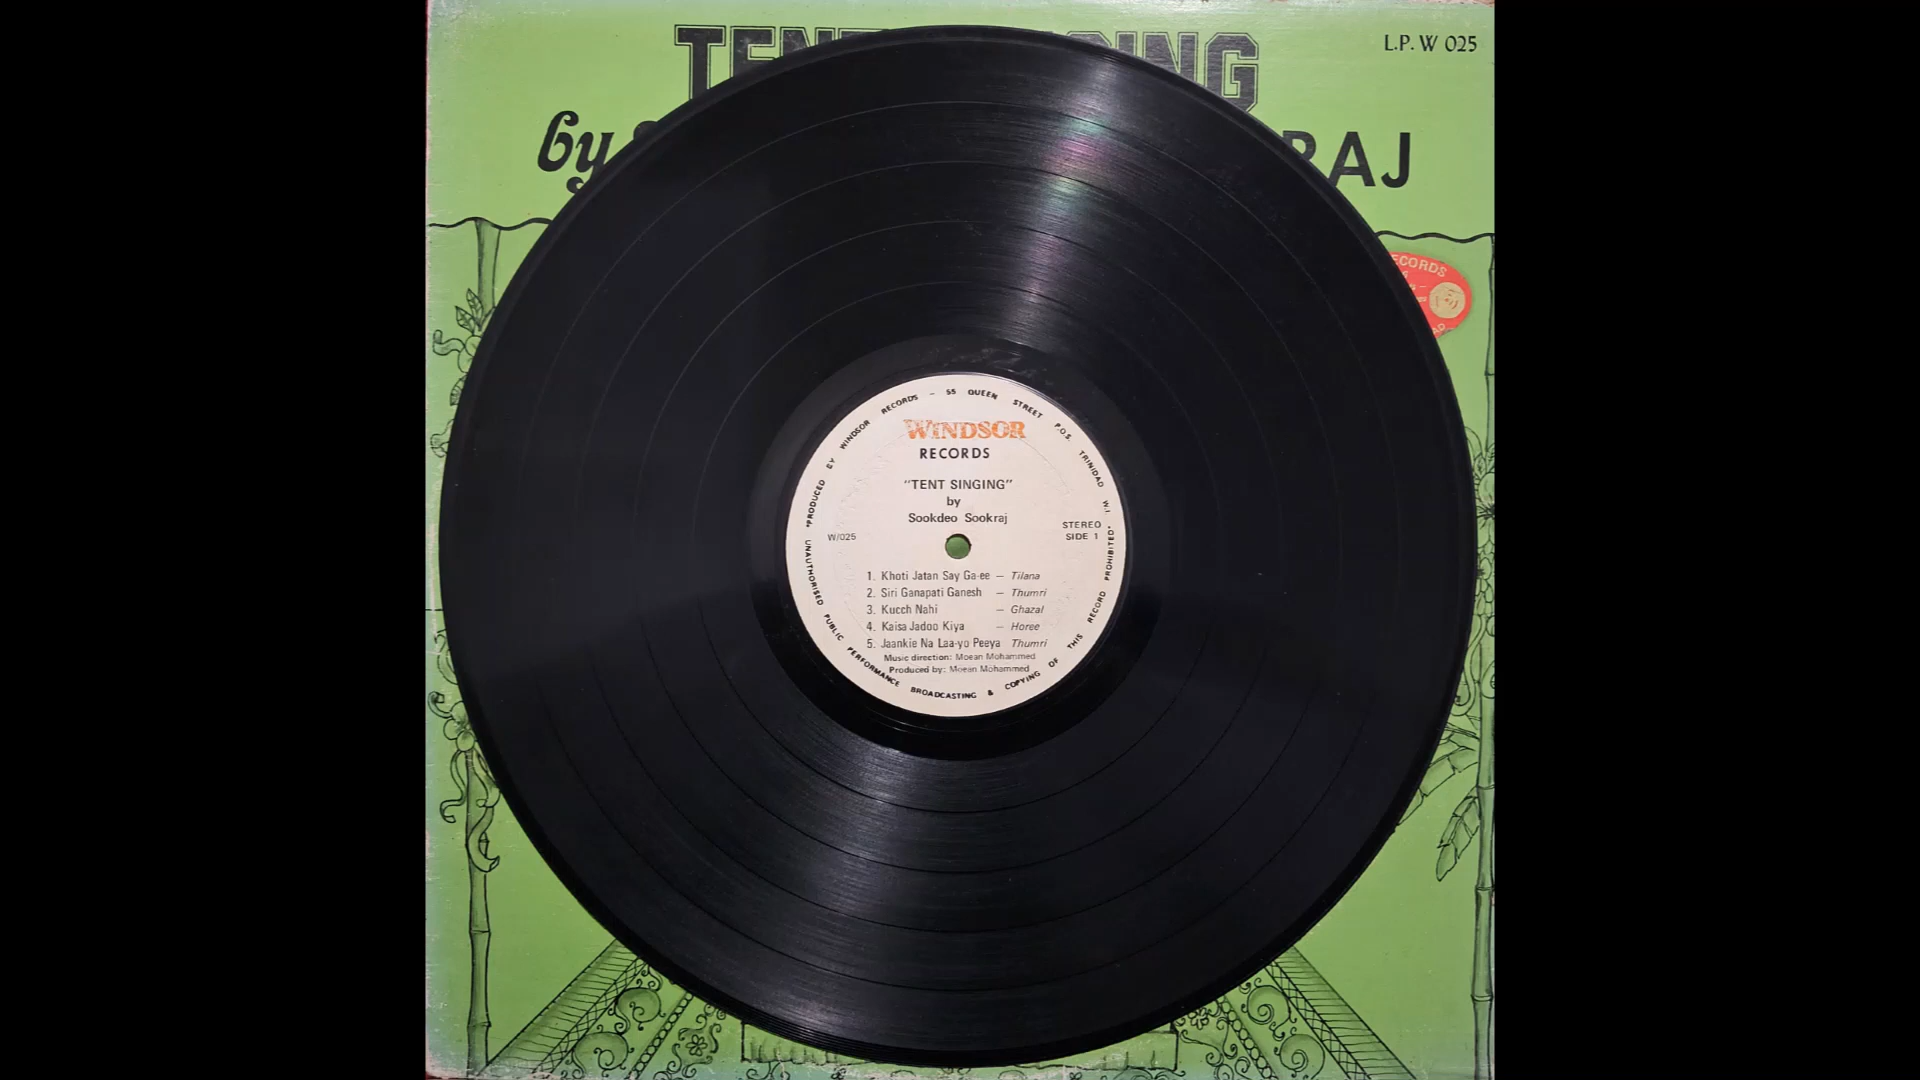 L.P. W 025
by
RAJ
ECORDS
"PRODUCED BY WINDSOR RECORDS - 55 QUEEN STREET P.O.S. TRINIDAD W.I.
UNAUTHORISED PUBLIC PERFORMANCE BROADCASTING & COPYING OF THIS RECORD PROHIBITED"
WINDSOR
RECORDS
"TENT SINGING"
by
Sookdeo Sookraj
W/025
STEREO
SIDE 1
1. Khoti Jatan Say Ga-ee – Tilana
2. Siri Ganapati Ganesh – Thumri
3. Kucch Nahi – Ghazal
4. Kaisa Jadoo Kiya – Horee
5. Jaankie Na Laa-yo Peeya Thumri
Music direction: Moean Mohammed
Produced by: Moean Mohammed